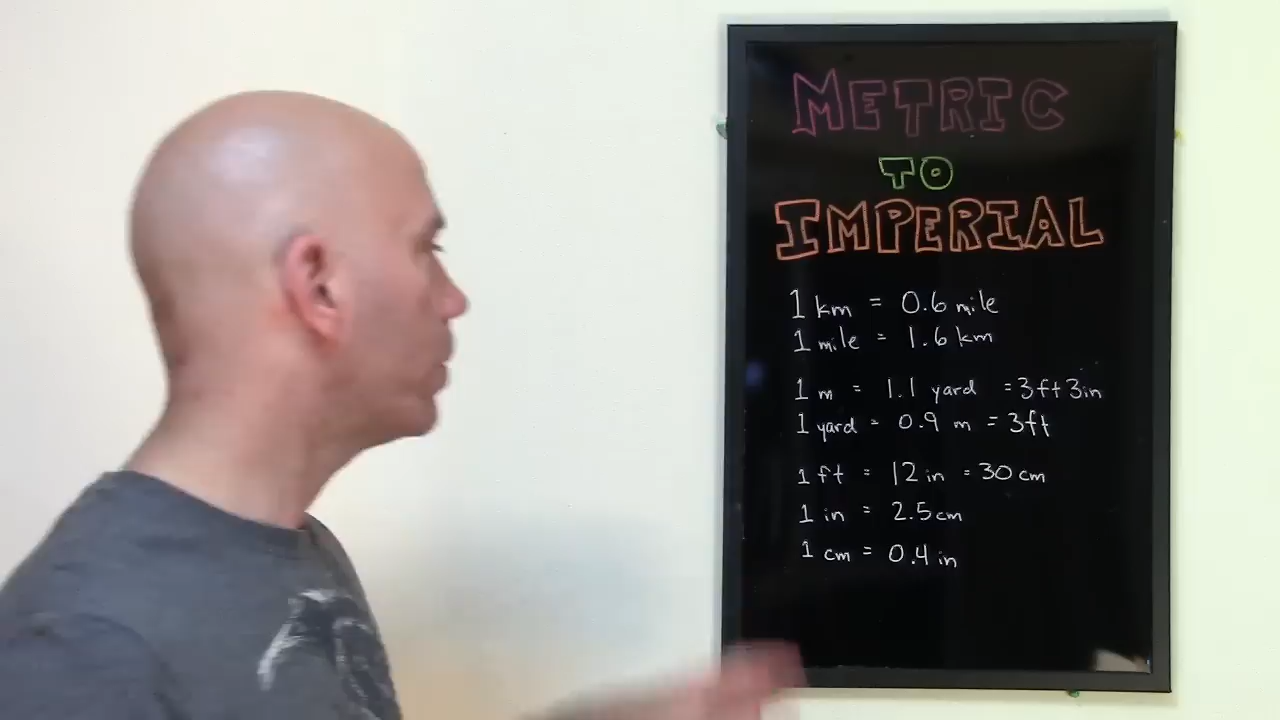 METRIC
TO
IMPERIAL
1 km = 0.6 mile
1 mile = 1.6 km
1 m = 1.1 yard = 3ft 3in
1 yard = 0.9 m = 3ft
1 ft = 12 in = 30 cm
1 in = 2.5 cm
1 cm = 0.4 in